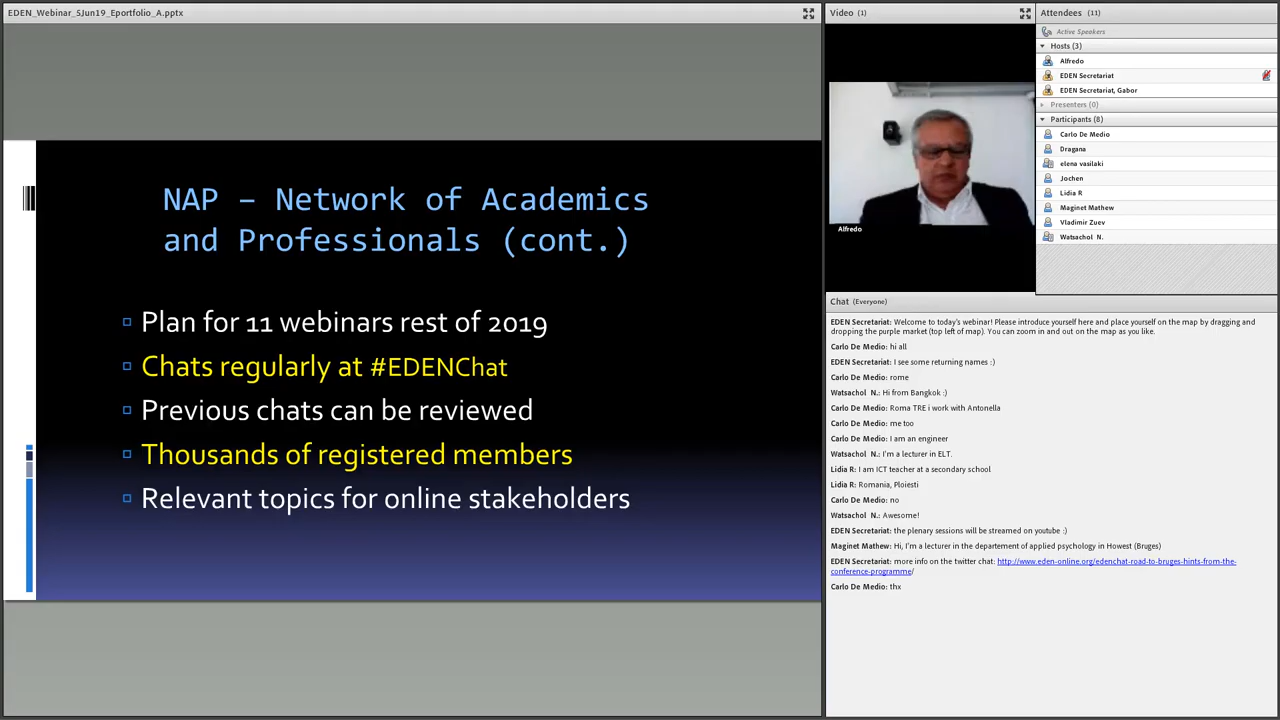 EDEN_Webinar_5Jun19_Eportfolio_A.pptx
NAP – Network of Academics
and Professionals (cont.)
Plan for 11 webinars rest of 2019
Chats regularly at #EDENChat
Previous chats can be reviewed
Thousands of registered members
Relevant topics for online stakeholders
Video (1)
Alfredo
Attendees (11)
Active Speakers
Hosts (3)
Alfredo
EDEN Secretariat
EDEN Secretariat, Gabor
Presenters (0)
Participants (8)
Carlo De Medio
Dragana
elena vasilaki
Jochen
Lidia R
Maginet Mathew
Vladimir Zuev
Watsachol N.
Chat (Everyone)
EDEN Secretariat: Welcome to today's webinar! Please introduce yourself here and place yourself on the map by dragging and
dropping the purple market (top left of map). You can zoom in and out on the map as you like.
Carlo De Medio: hi all
EDEN Secretariat: I see some returning names :)
Carlo De Medio: rome
Watsachol N.: Hi from Bangkok :)
Carlo De Medio: Roma TRE i work with Antonella
Carlo De Medio: me too
Carlo De Medio: I am an engineer
Watsachol N.: I'm a lecturer in ELT.
Lidia R: I am ICT teacher at a secondary school
Lidia R: Romania, Ploiesti
Carlo De Medio: no
Watsachol N.: Awesome!
EDEN Secretariat: the plenary sessions will be streamed on youtube :)
Maginet Mathew: Hi, I'm a lecturer in the departement of applied psychology in Howest (Bruges)
EDEN Secretariat: more info on the twitter chat: http://www.eden-online.org/edenchat-road-to-bruges-hints-from-the-
conference-programme/
Carlo De Medio: thx